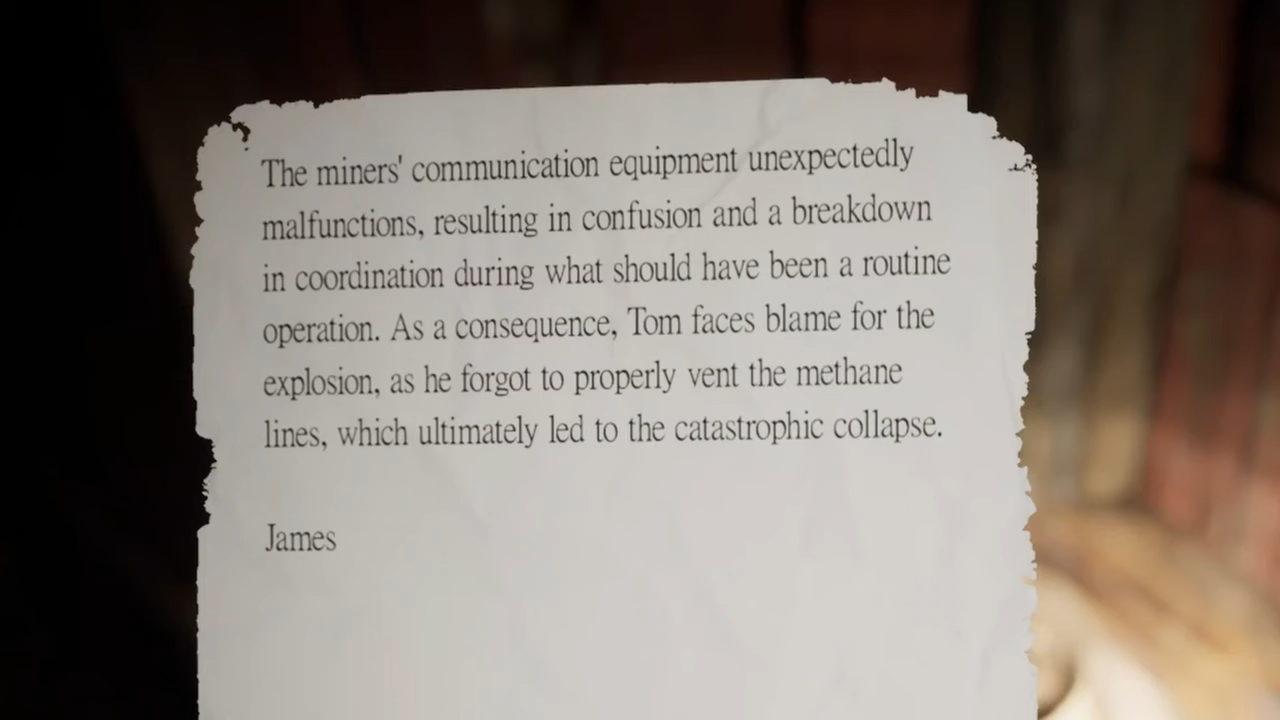 The miners' communication equipment unexpectedly
malfunctions, resulting in confusion and a breakdown
in coordination during what should have been a routine
operation. As a consequence, Tom faces blame for the
explosion, as he forgot to properly vent the methane
lines, which ultimately led to the catastrophic collapse.
James